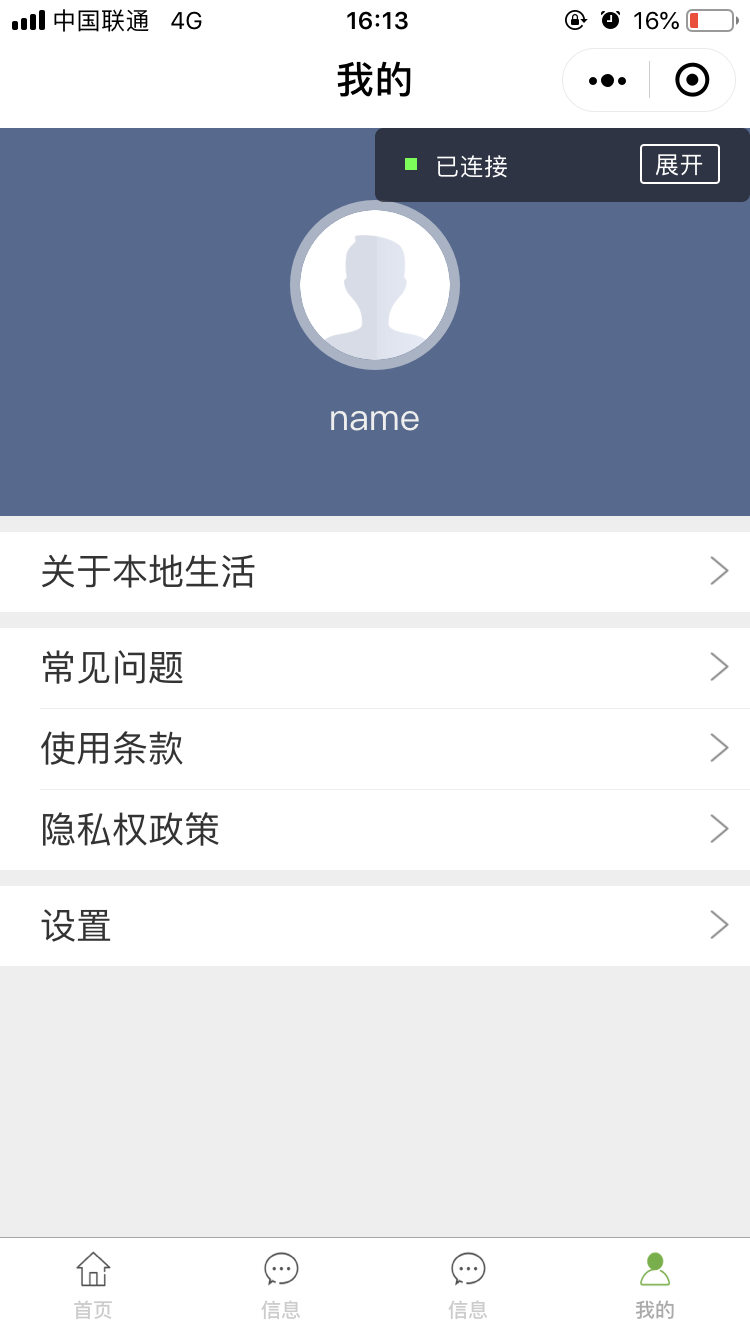 中国联通 4G 16:13 16%
我的
已连接 展开
name
关于本地生活
常见问题
使用条款
隐私权政策
设置
首页 信息 信息 我的